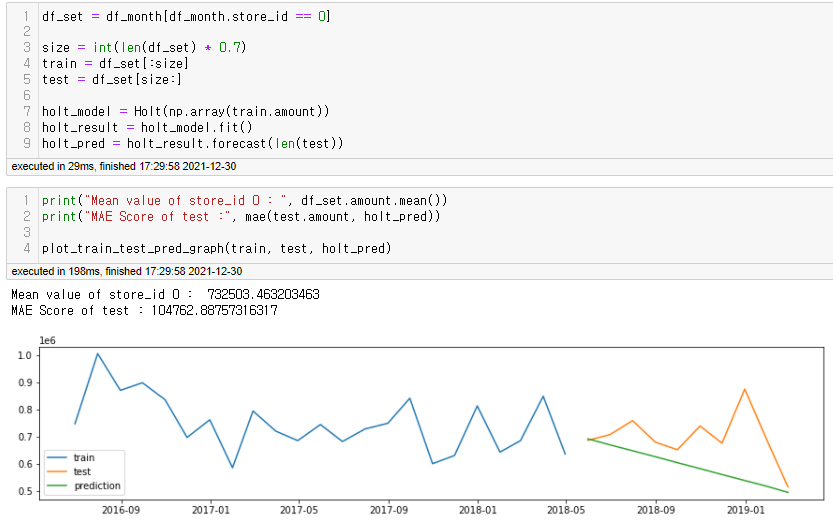 1 df_set = df_month[df_month.store_id == 0]
2
3 size = int(len(df_set) * 0.7)
4 train = df_set[:size]
5 test = df_set[size:]
6
7 holt_model = Holt(np.array(train.amount))
8 holt_result = holt_model.fit()
9 holt_pred = holt_result.forecast(len(test))
executed in 29ms, finished 17:29:58 2021-12-30
1 print("Mean value of store_id 0 : ", df_set.amount.mean())
2 print("MAE Score of test :", mae(test.amount, holt_pred))
3
4 plot_train_test_pred_graph(train, test, holt_pred)
executed in 198ms, finished 17:29:58 2021-12-30
Mean value of store_id 0 :  732503.463203463
MAE Score of test : 104762.88757316317
1e6
1.0
0.9
0.8
0.7
0.6
0.5
train
test
prediction
2016-09 2017-01 2017-05 2017-09 2018-01 2018-05 2018-09 2019-01